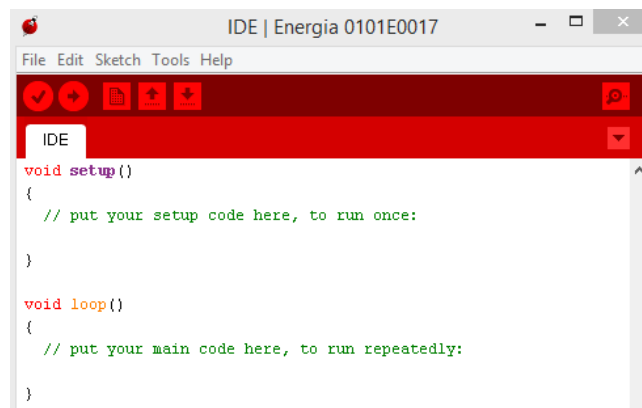 IDE | Energia 0101E0017
File Edit Sketch Tools Help
IDE
void setup()
{
  // put your setup code here, to run once:
}
void loop()
{
  // put your main code here, to run repeatedly:
}